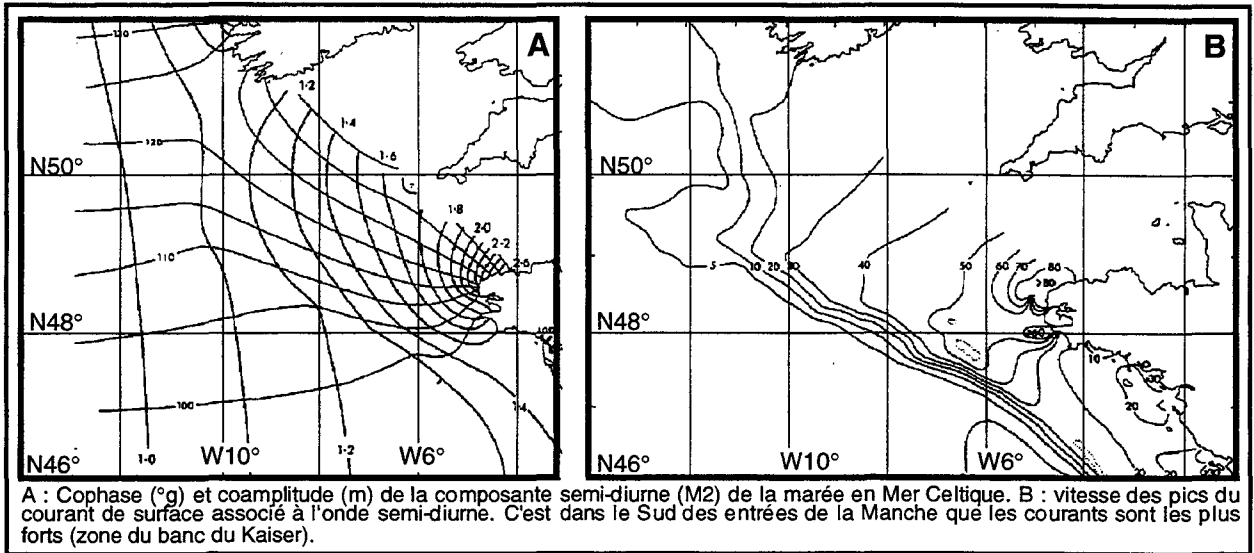 A
130
1·2
1·4
1·6
120
N50°
1·8
2·0
2·2
2·6
110
N48°
100
1·4
1·0
W10°
1·2
W6°
N46°
B
N50°
5
10
20
30
40
50
60
70
80
>80
N48°
10
20
W10°
W6°
N46°
A : Cophase (°g) et coamplitude (m) de la composante semi-diurne (M2) de la marée en Mer Celtique. B : vitesse des pics du
courant de surface associé à l'onde semi-diurne. C'est dans le Sud des entrées de la Manche que les courants sont les plus
forts (zone du banc du Kaiser).